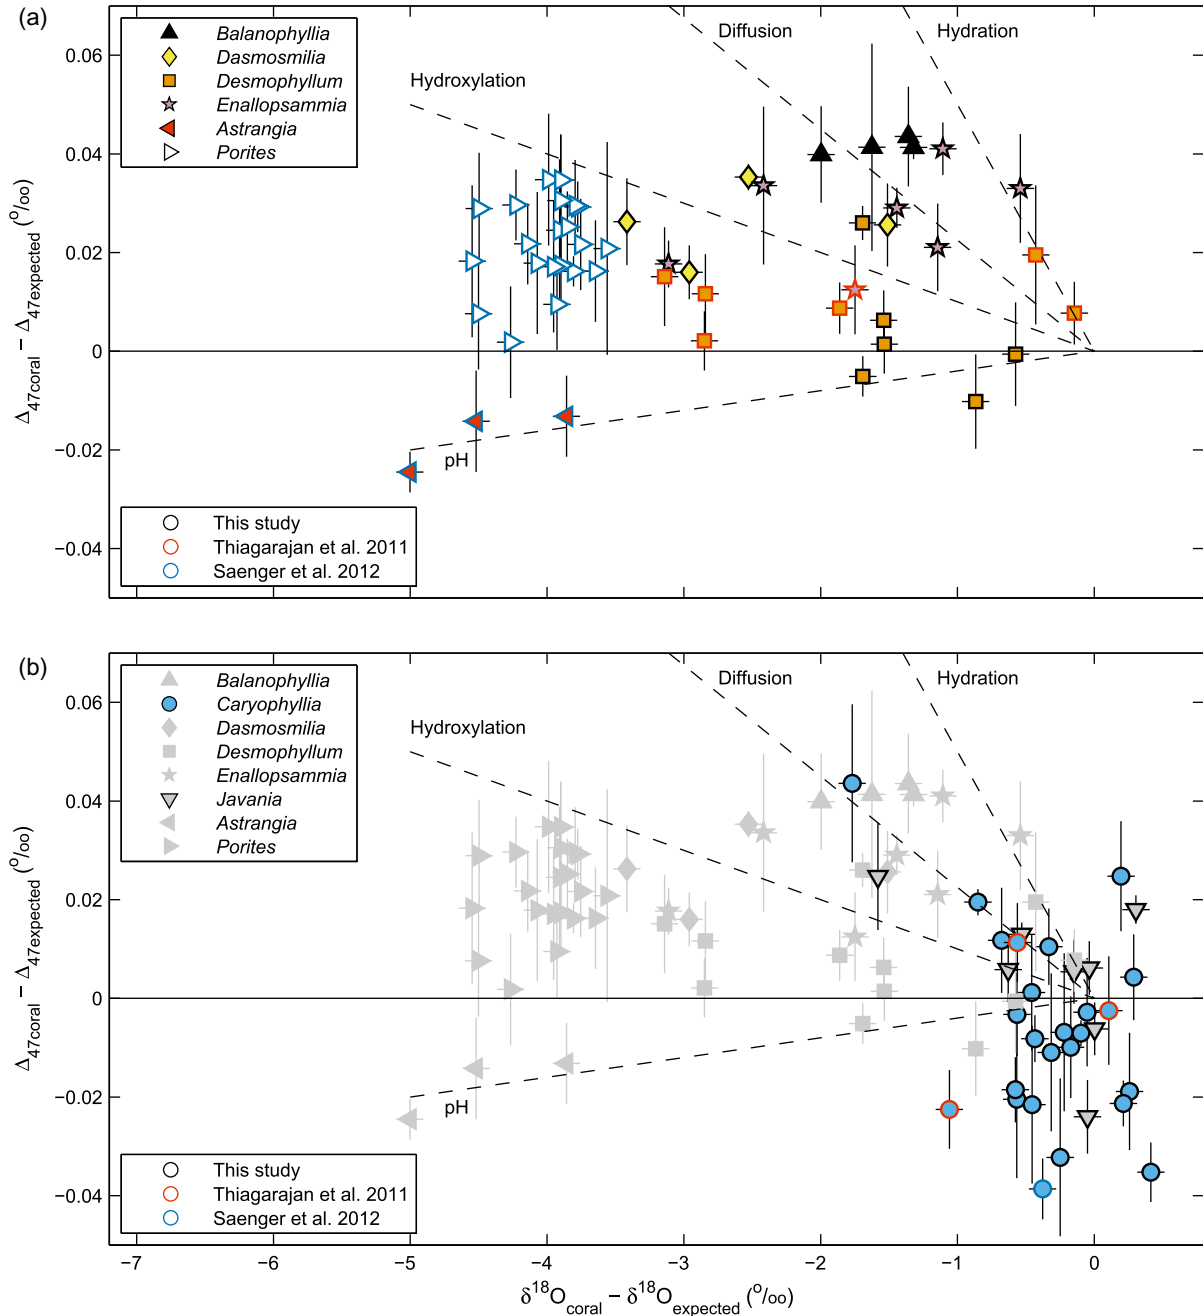 (a)
0.06
0.04
0.02
0
−0.02
−0.04
Δ47coral − Δ47expected (o/oo)
Balanophyllia
Dasmosmilia
Desmophyllum
Enallopsammia
Astrangia
Porites
Hydroxylation
Diffusion
Hydration
pH
This study
Thiagarajan et al. 2011
Saenger et al. 2012
(b)
0.06
0.04
0.02
0
−0.02
−0.04
Δ47coral − Δ47expected (o/oo)
Balanophyllia
Caryophyllia
Dasmosmilia
Desmophyllum
Enallopsammia
Javania
Astrangia
Porites
Hydroxylation
Diffusion
Hydration
pH
This study
Thiagarajan et al. 2011
Saenger et al. 2012
−7 −6 −5 −4 −3 −2 −1 0
δ18Ocoral − δ18Oexpected (o/oo)